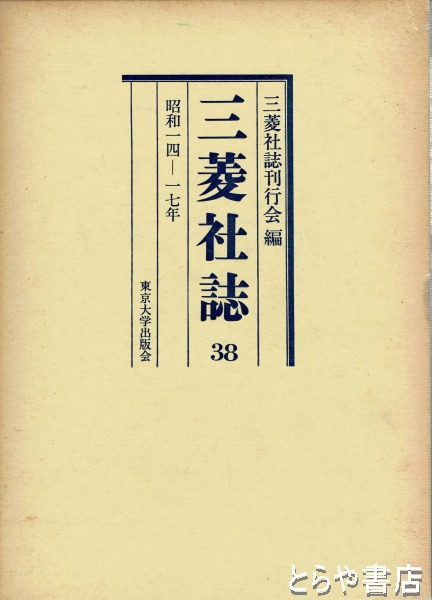 三菱社誌刊行会 編
三菱社誌
38
昭和一四—一七年
東京大学出版会
とらや書店